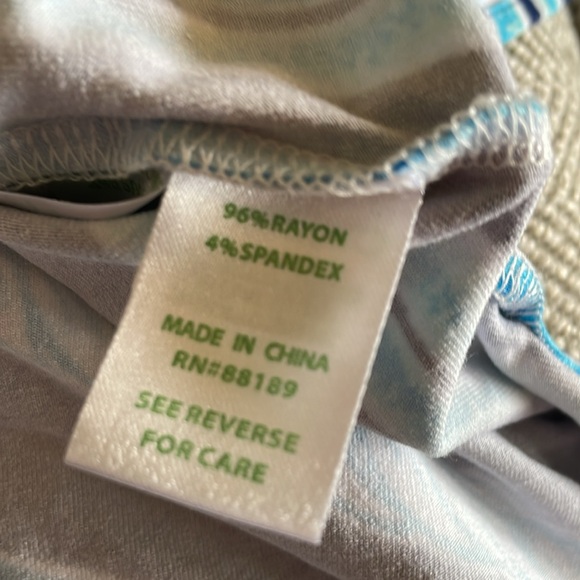 96%RAYON
4%SPANDEX
MADE IN CHINA
RN#88189
SEE REVERSE
FOR CARE